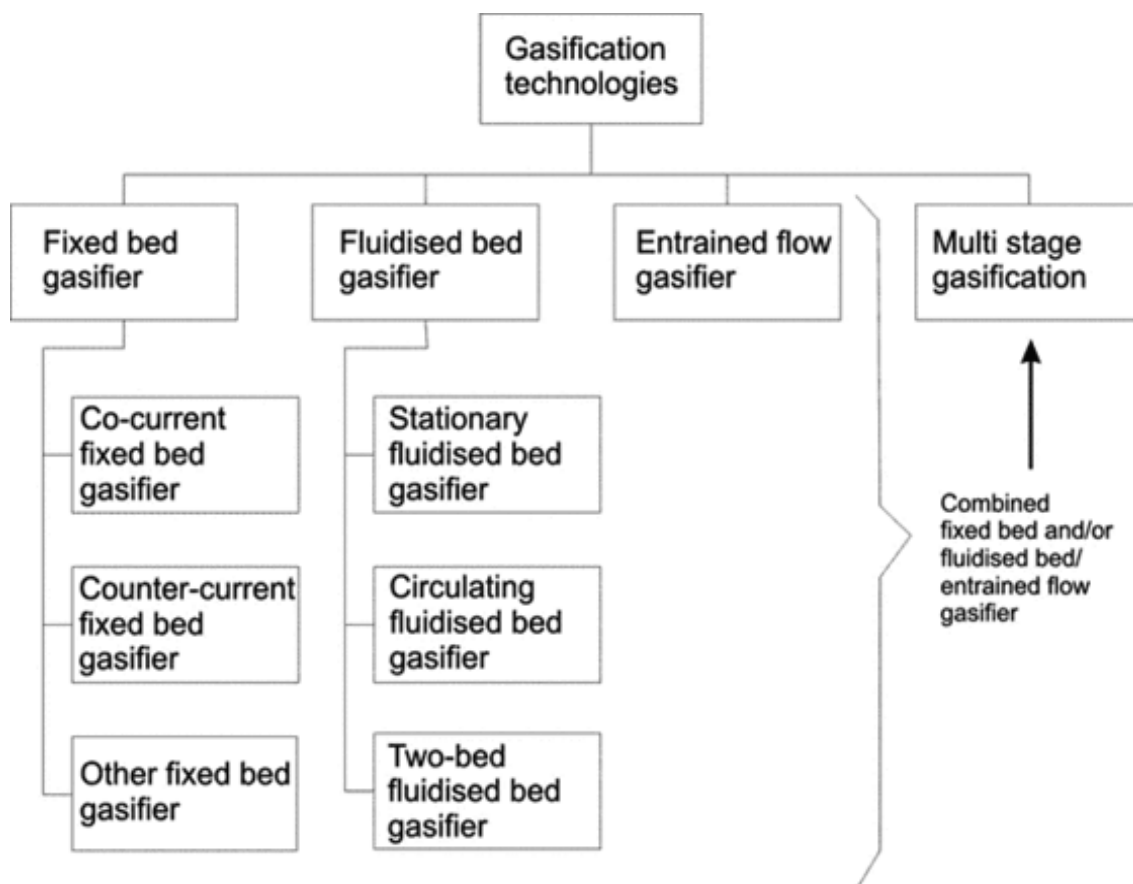 Gasification
technologies
Fixed bed
gasifier
Fluidised bed
gasifier
Entrained flow
gasifier
Multi stage
gasification
Co-current
fixed bed
gasifier
Stationary
fluidised bed
gasifier
Combined
fixed bed and/or
fluidised bed/
entrained flow
gasifier
Counter-current
fixed bed
gasifier
Circulating
fluidised bed
gasifier
Other fixed bed
gasifier
Two-bed
fluidised bed
gasifier